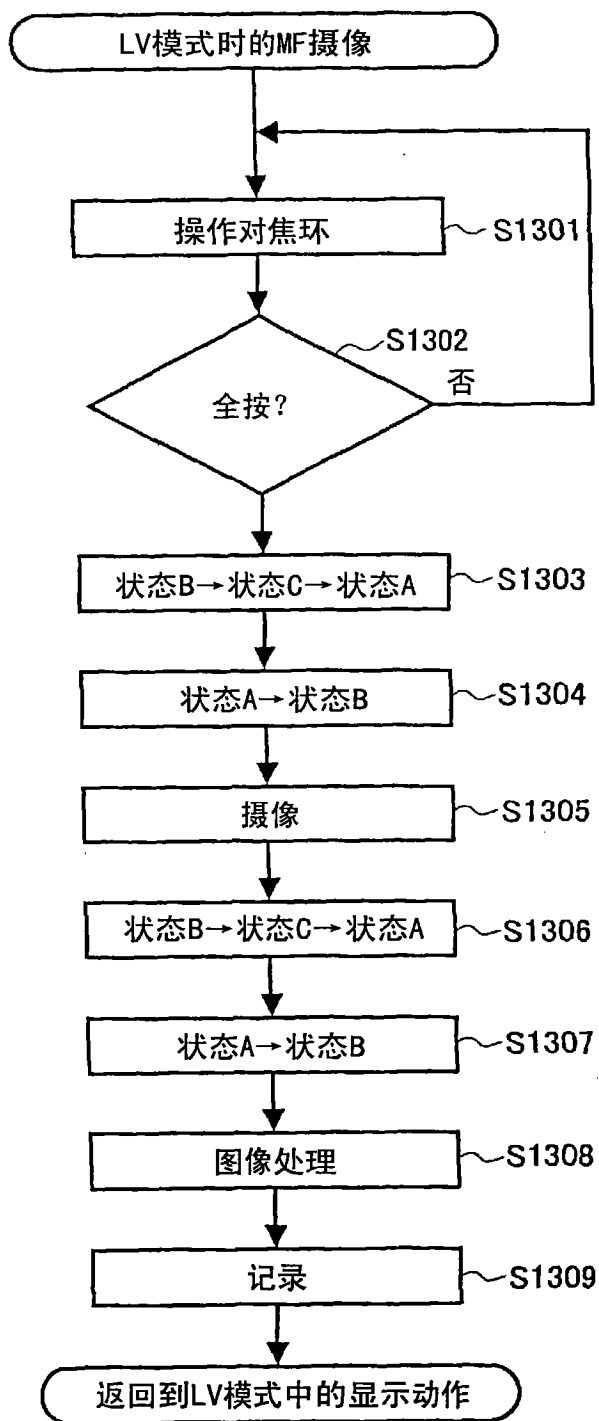 LV模式时的MF摄像
操作对焦环
S1301
S1302
全按?
否
状态B→状态C→状态A
S1303
状态A→状态B
S1304
摄像
S1305
状态B→状态C→状态A
S1306
状态A→状态B
S1307
图像处理
S1308
记录
S1309
返回到LV模式中的显示动作